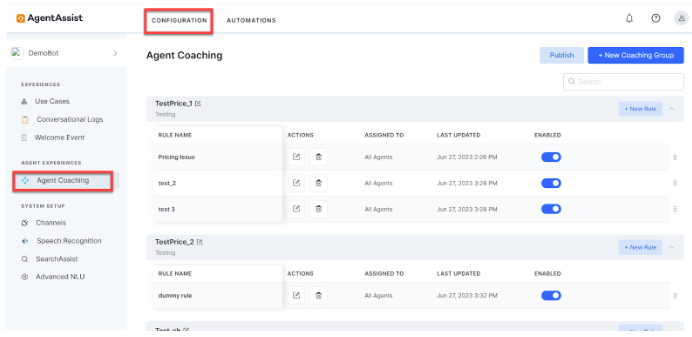 AgentAssist
CONFIGURATION AUTOMATIONS
DemoBot
EXPERIENCES
Use Cases
Conversational Logs
Welcome Event
AGENT EXPERIENCES
Agent Coaching
SYSTEM SETUP
Channels
Speech Recognition
SearchAssist
Advanced NLU
Agent Coaching
Publish + New Coaching Group
Search
TestPrice_1
Testing
+ New Rule
RULE NAME ACTIONS ASSIGNED TO LAST UPDATED ENABLED
Pricing Issue All Agents Jun 27, 2023 2:26 PM
test_2 All Agents Jun 27, 2023 3:28 PM
test 3 All Agents Jun 27, 2023 3:28 PM
TestPrice_2
Testing
+ New Rule
RULE NAME ACTIONS ASSIGNED TO LAST UPDATED ENABLED
dummy rule All Agents Jun 27, 2023 3:32 PM